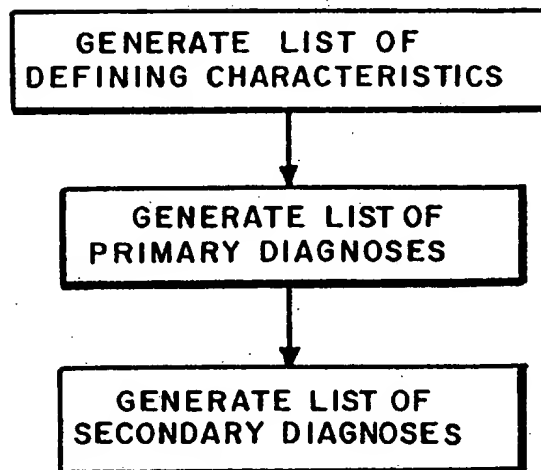 GENERATE LIST OF
DEFINING CHARACTERISTICS
GENERATE LIST OF
PRIMARY DIAGNOSES
GENERATE LIST OF
SECONDARY DIAGNOSES